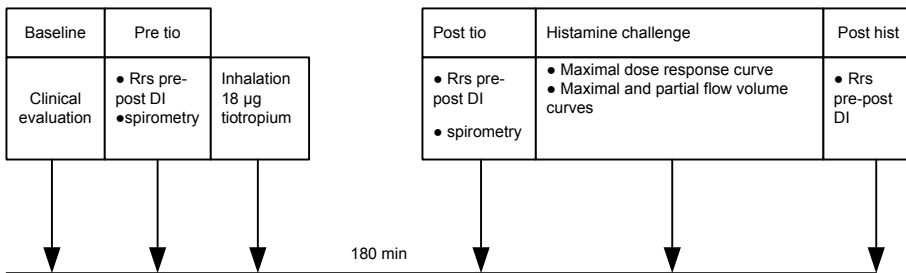 Baseline
Pre tio
Clinical
evaluation
● Rrs pre-
post DI
●spirometry
Inhalation
18 µg
tiotropium
180 min
Post tio
Histamine challenge
Post hist
● Rrs pre-
post DI
● spirometry
● Maximal dose response curve
● Maximal and partial flow volume
curves
● Rrs
pre-post
DI